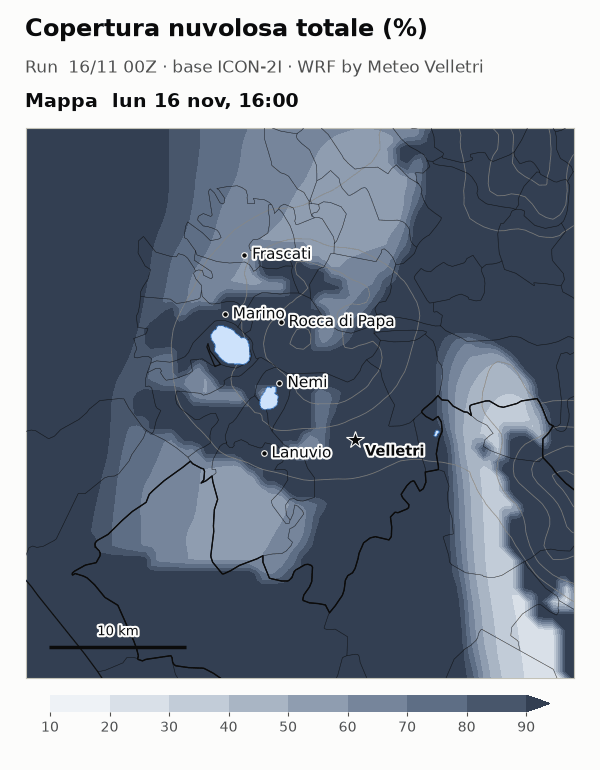 Copertura nuvolosa totale (%)
Run  16/11 00Z · base ICON-2I · WRF by Meteo Velletri
Mappa  lun 16 nov, 16:00
Frascati
Marino
Rocca di Papa
Nemi
Velletri
Lanuvio
10 km
10 20 30 40 50 60 70 80 90